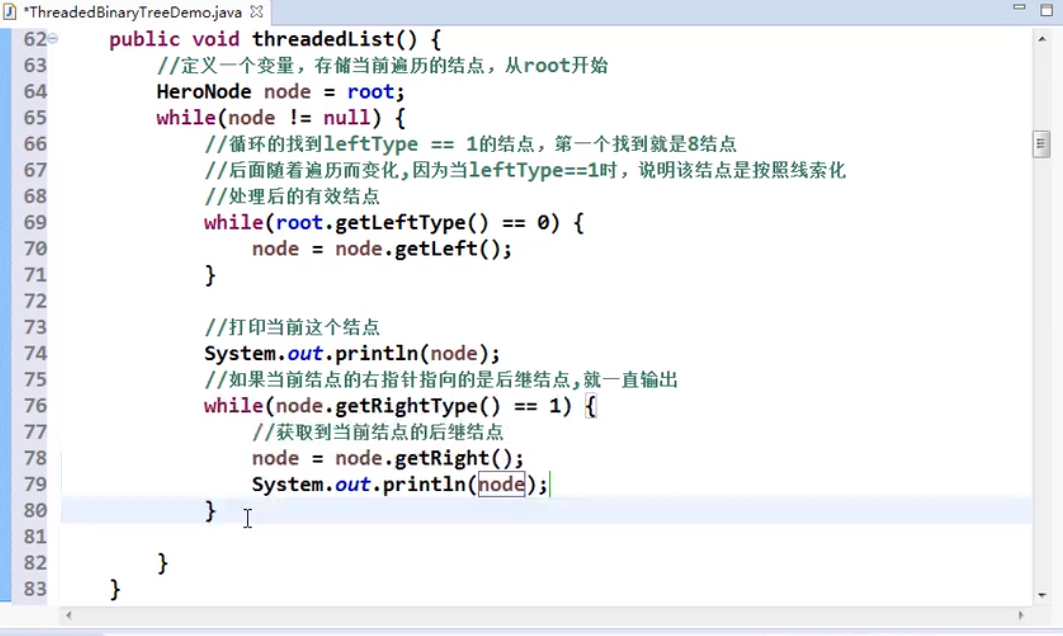 *ThreadedBinaryTreeDemo.java
62 public void threadedList() {
63 //定义一个变量，存储当前遍历的结点，从root开始
64 HeroNode node = root;
65 while(node != null) {
66 //循环的找到leftType == 1的结点，第一个找到就是8结点
67 //后面随着遍历而变化,因为当leftType==1时，说明该结点是按照线索化
68 //处理后的有效结点
69 while(root.getLeftType() == 0) {
70 node = node.getLeft();
71 }
72
73 //打印当前这个结点
74 System.out.println(node);
75 //如果当前结点的右指针指向的是后继结点,就一直输出
76 while(node.getRightType() == 1) {
77 //获取到当前结点的后继结点
78 node = node.getRight();
79 System.out.println(node);
80 }
81
82 }
83 }